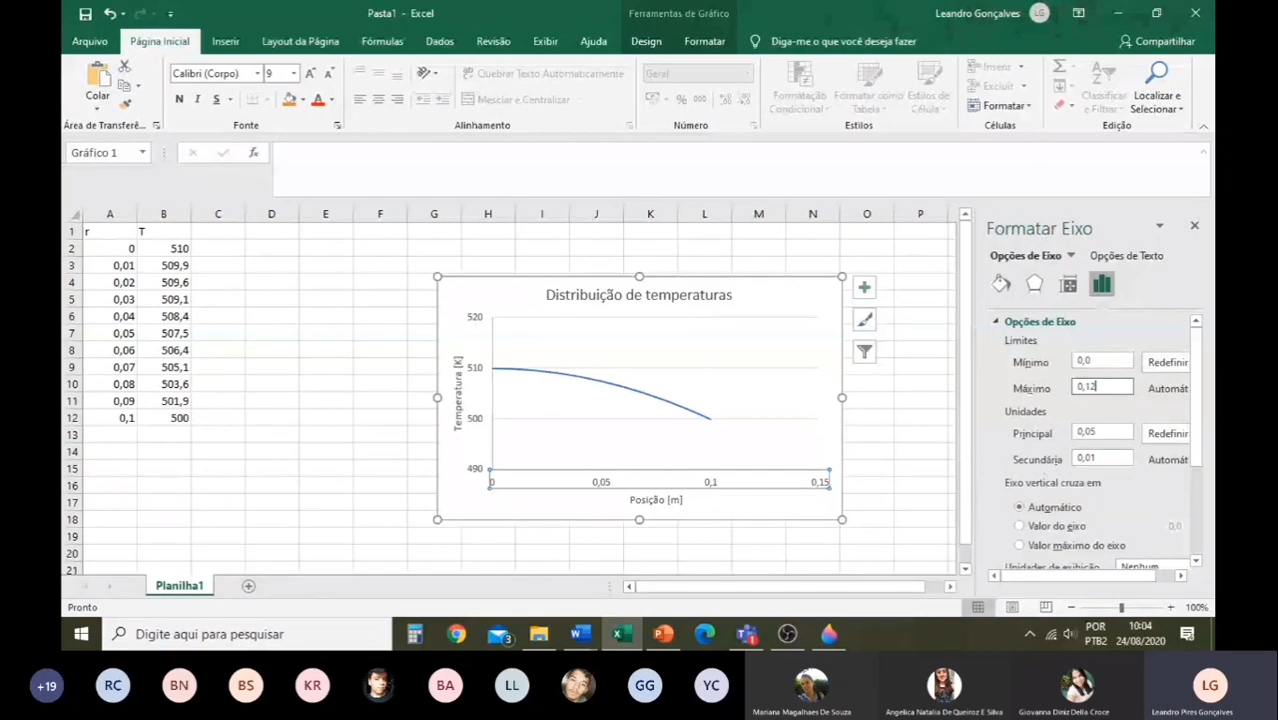 Pasta1 - Excel
Ferramentas de Gráfico
Leandro Gonçalves
LG
Arquivo
Página Inicial
Inserir
Layout da Página
Fórmulas
Dados
Revisão
Exibir
Ajuda
Design
Formatar
Diga-me o que você deseja fazer
Compartilhar
Colar
Calibri (Corpo)
9
N I S
Quebrar Texto Automaticamente
Mesclar e Centralizar
Geral
% 000
Formatação Condicional
Formatar como Tabela
Estilos de Célula
Inserir
Excluir
Formatar
Classificar e Filtrar
Localizar e Selecionar
Área de Transferê...
Fonte
Alinhamento
Número
Estilos
Células
Edição
Gráfico 1
fx
A B C D E F G H I J K L M N O P
1 r T
2 0 510
3 0,01 509,9
4 0,02 509,6
5 0,03 509,1
6 0,04 508,4
7 0,05 507,5
8 0,06 506,4
9 0,07 505,1
10 0,08 503,6
11 0,09 501,9
12 0,1 500
13
14
15
16
17
18
19
20
21
Distribuição de temperaturas
520
510
500
490
Temperatura [K]
0 0,05 0,1 0,15
Posição [m]
Formatar Eixo
Opções de Eixo
Opções de Texto
Opções de Eixo
Limites
Mínimo 0,0 Redefinir
Máximo 0,12 Automát
Unidades
Principal 0,05 Redefinir
Secundária 0,01 Automát
Eixo vertical cruza em
Automático
Valor do eixo 0,0
Valor máximo do eixo
Unidades de exibição Nenhum
Planilha1
Pronto
100%
Digite aqui para pesquisar
3
1
POR
PTB2
10:04
24/08/2020
+19
RC
BN
BS
KR
BA
LL
GG
YC
LG
Mariana Magalhaes De Souza
Angelica Natalia De Queiroz E Silva
Giovanna Diniz Della Croce
Leandro Pires Gonçalves